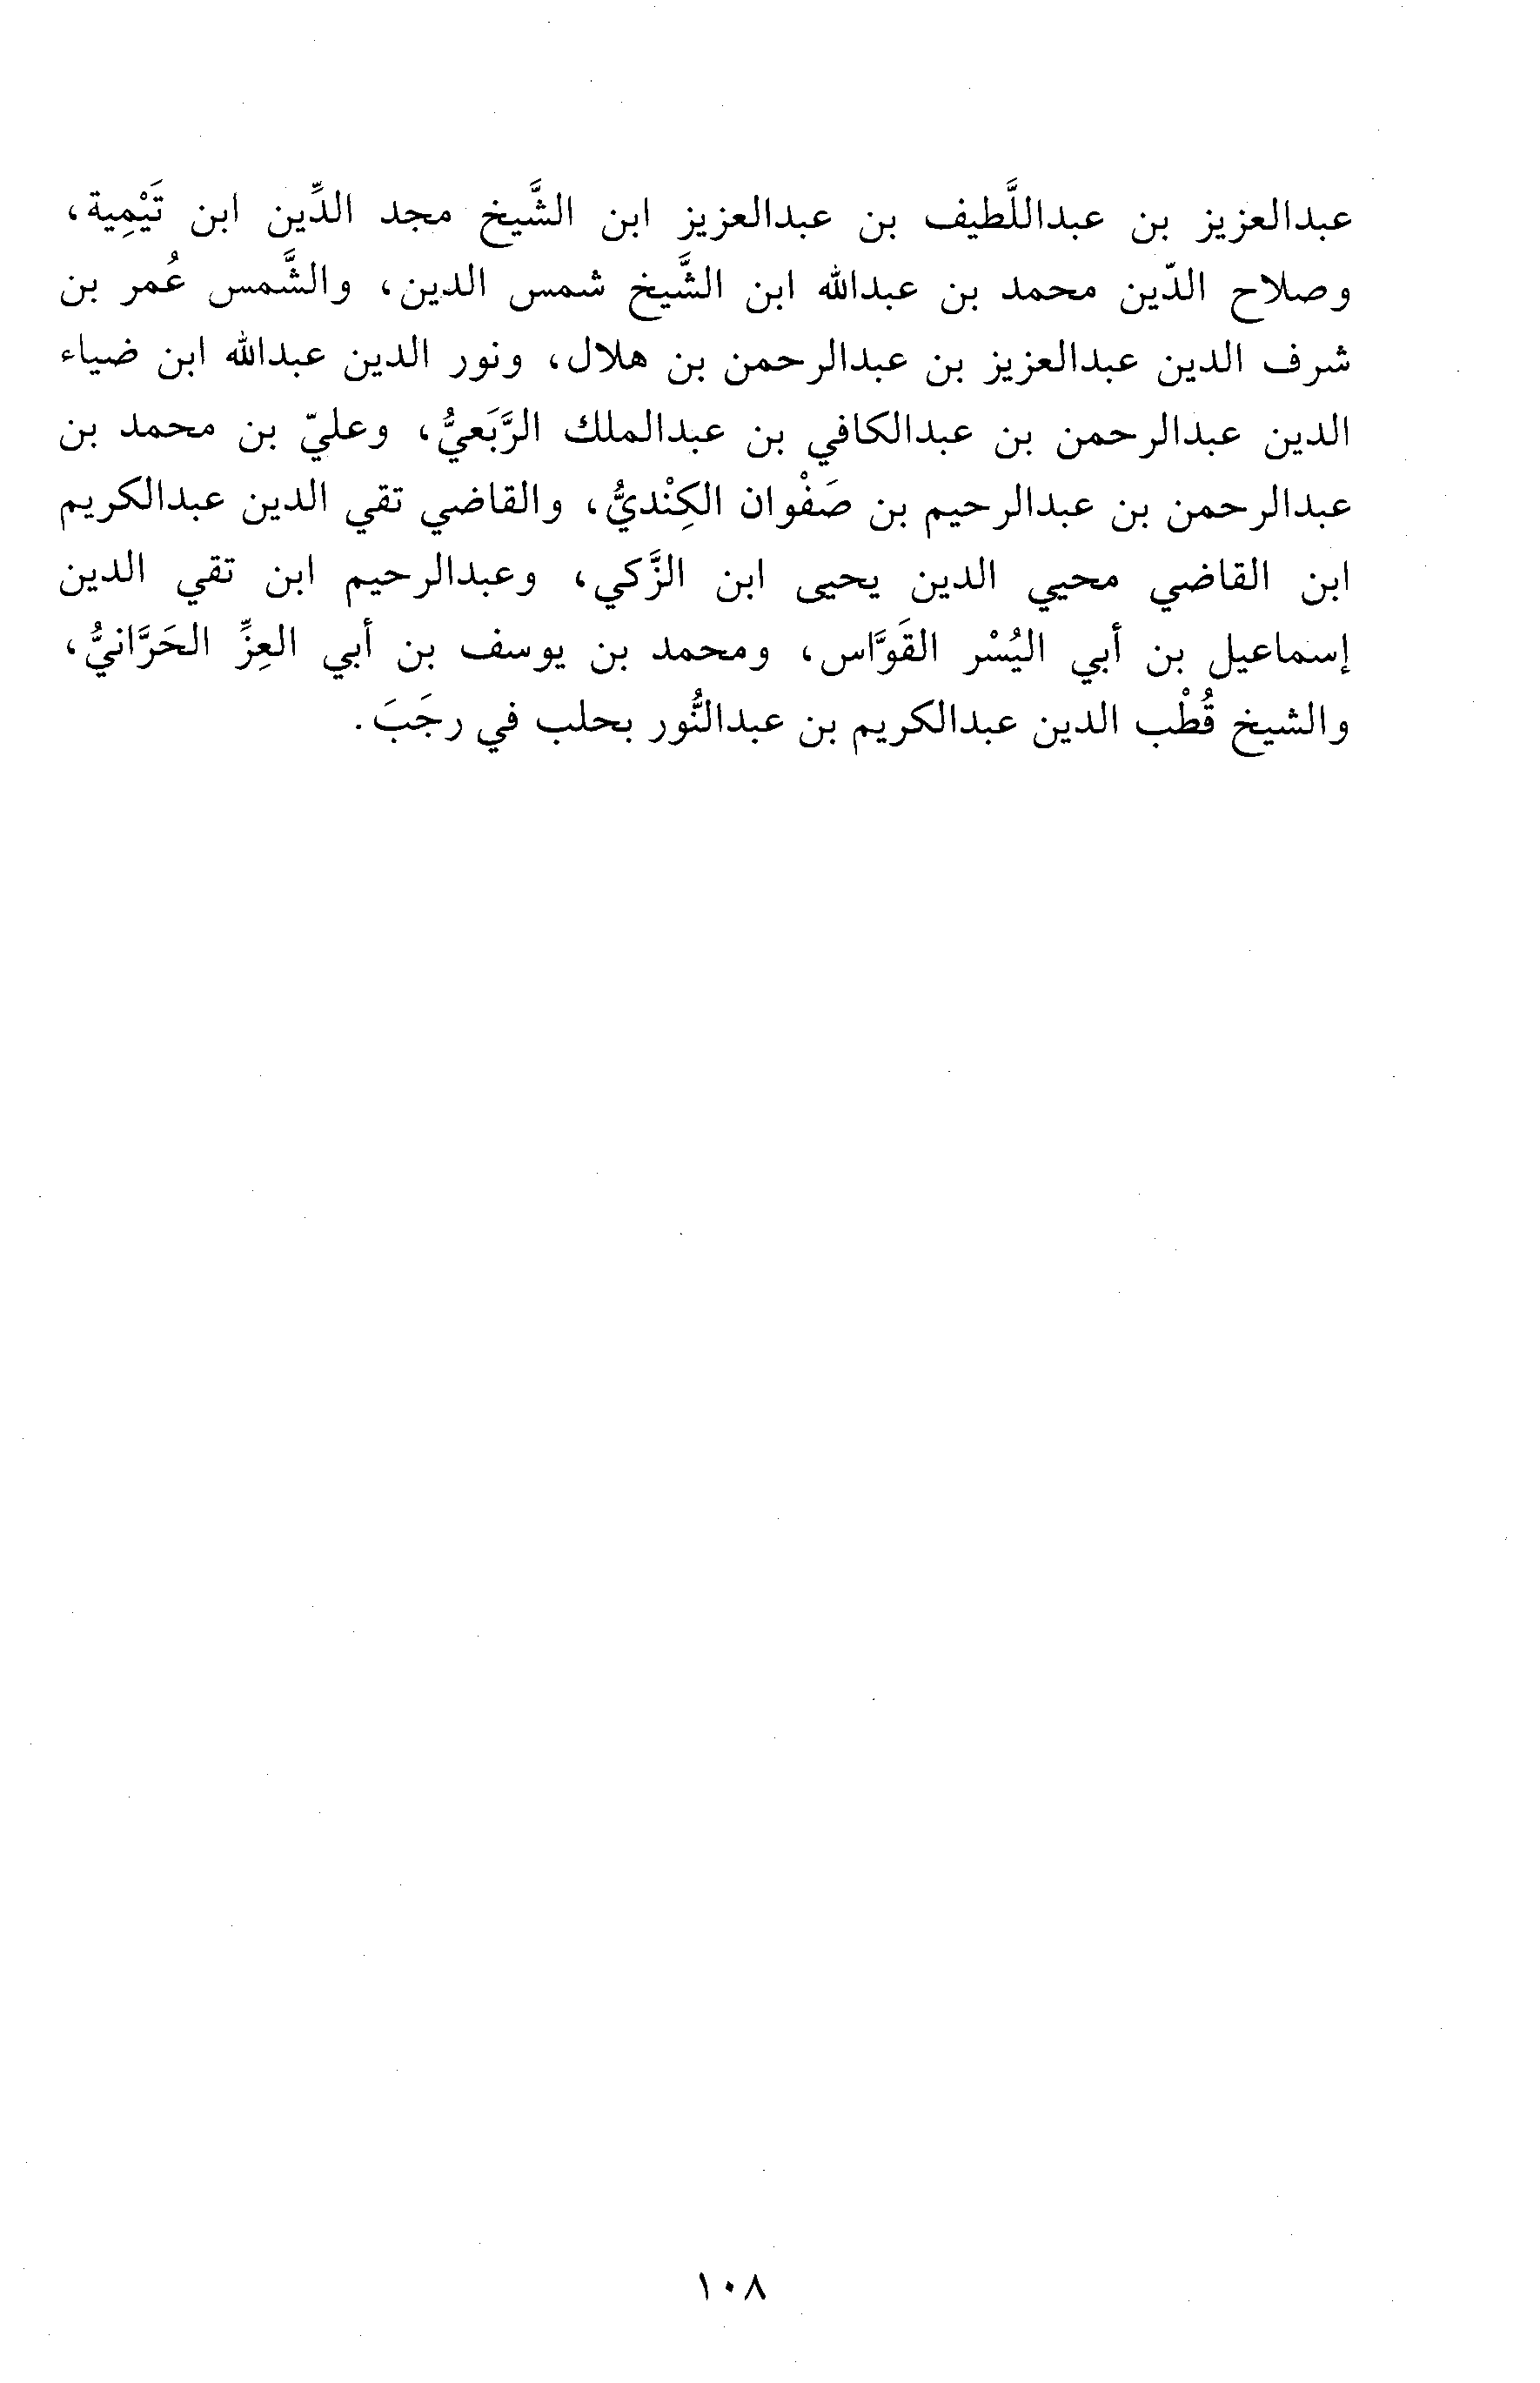 عبدالعزيز بن عبداللَّطيف بن عبدالعزيز ابن الشَّيخ مجد الدِّين ابن تَيْمِية،
وصلاح الدّين محمد بن عبدالله ابن الشَّيخ شمس الدين، والشَّمس عُمر بن
شرف الدين عبدالعزيز بن عبدالرحمن بن هلال، ونور الدين عبدالله ابن ضياء
الدين عبدالرحمن بن عبدالكافي بن عبدالملك الرَّبَعيُّ، وعليّ بن محمد بن
عبدالرحمن بن عبدالرحيم بن صَفْوان الكِنْديُّ، والقاضي تقي الدين عبدالكريم
ابن القاضي محيي الدين يحيى ابن الزَّكي، وعبدالرحيم ابن تقي الدين
إسماعيل بن أبي اليُسْر القَوَّاس، ومحمد بن يوسف بن أبي العِزِّ الحَرَّانيُّ،
والشيخ قُطْب الدين عبدالكريم بن عبدالنُّور بحلب في رجَبَ.
١٠٨